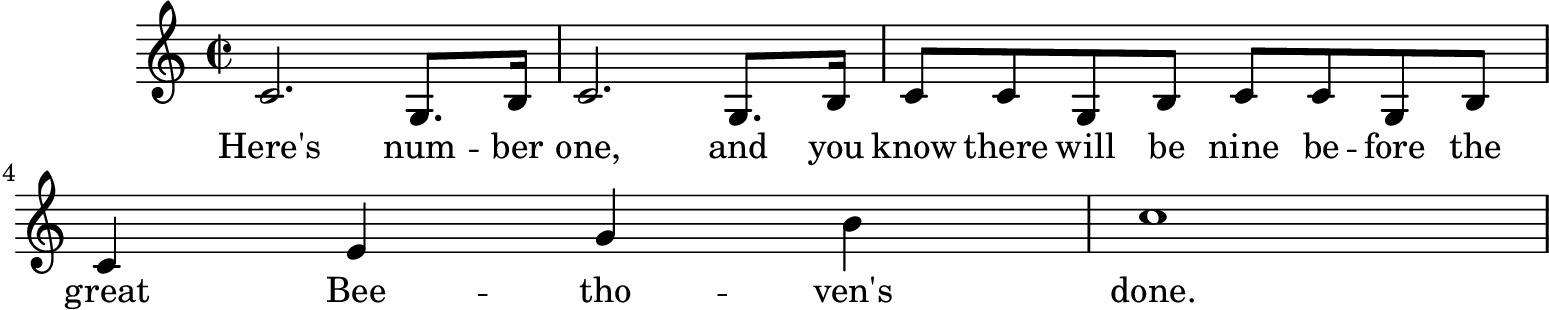 Here's num -- ber one, and you know there will be nine be -- fore the
4
great Bee -- tho -- ven's done.